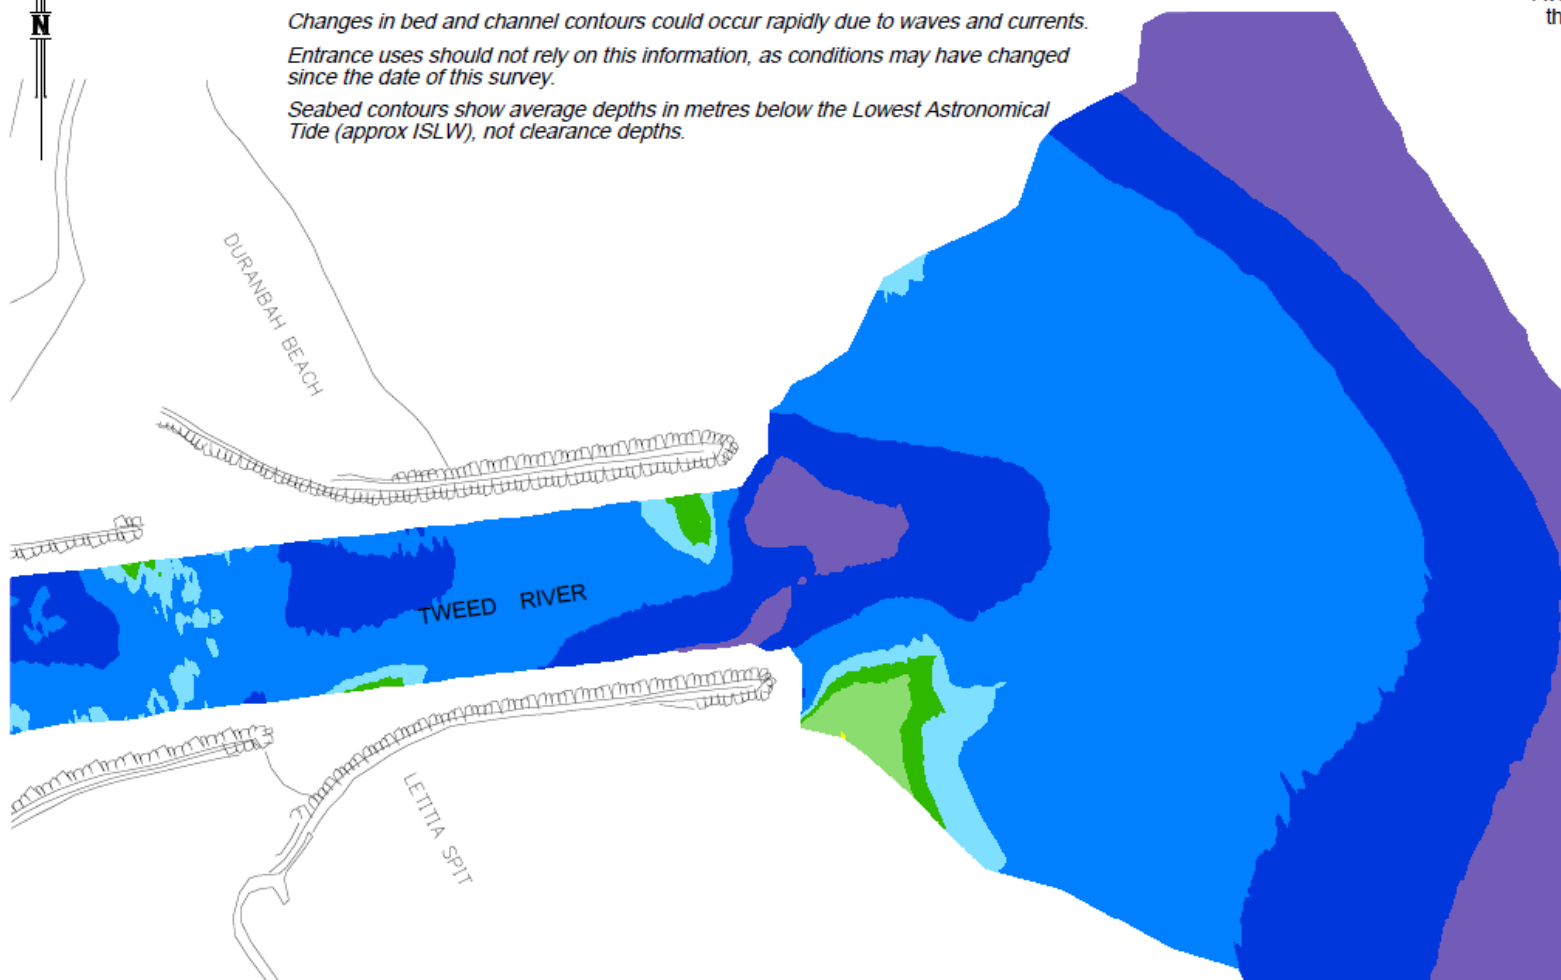 N
Changes in bed and channel contours could occur rapidly due to waves and currents.
Entrance uses should not rely on this information, as conditions may have changed
since the date of this survey.
Seabed contours show average depths in metres below the Lowest Astronomical
Tide (approx ISLW), not clearance depths.
th
DURANBAH BEACH
TWEED RIVER
LETITIA SPIT